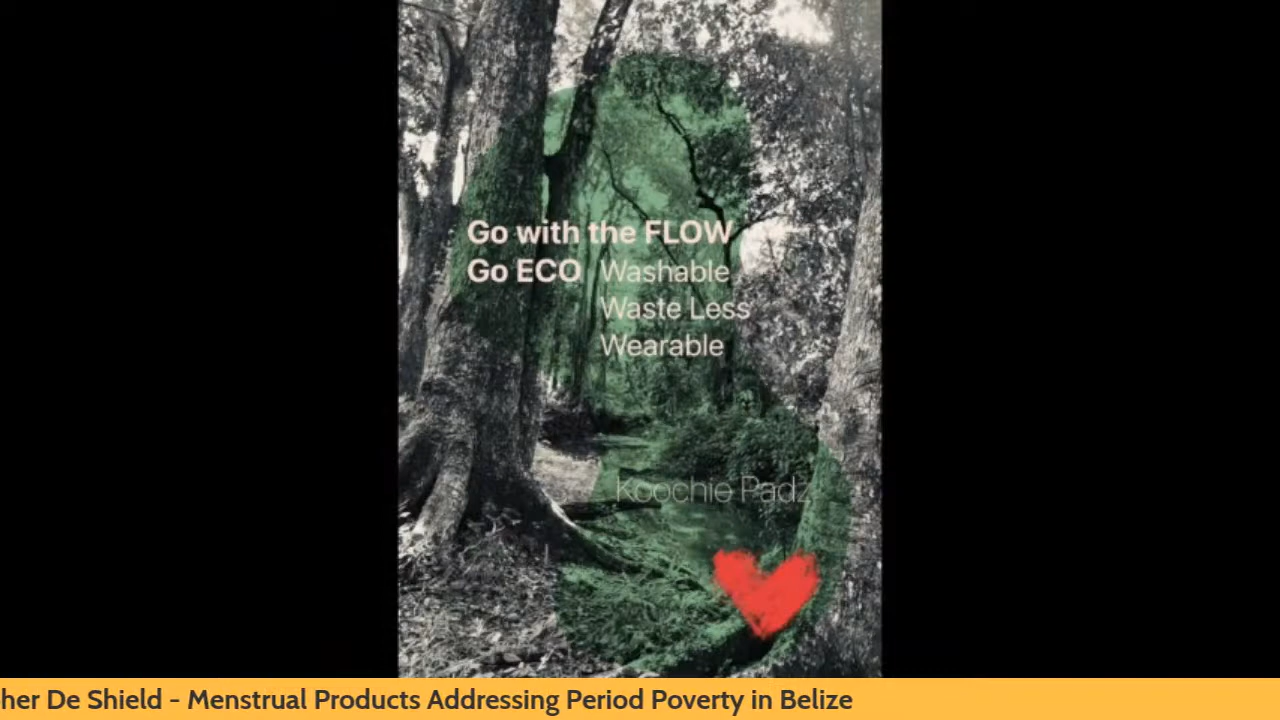 Go with the FLOW
Go ECO Washable
Waste Less
Wearable
Koochie Padz
her De Shield - Menstrual Products Addressing Period Poverty in Belize